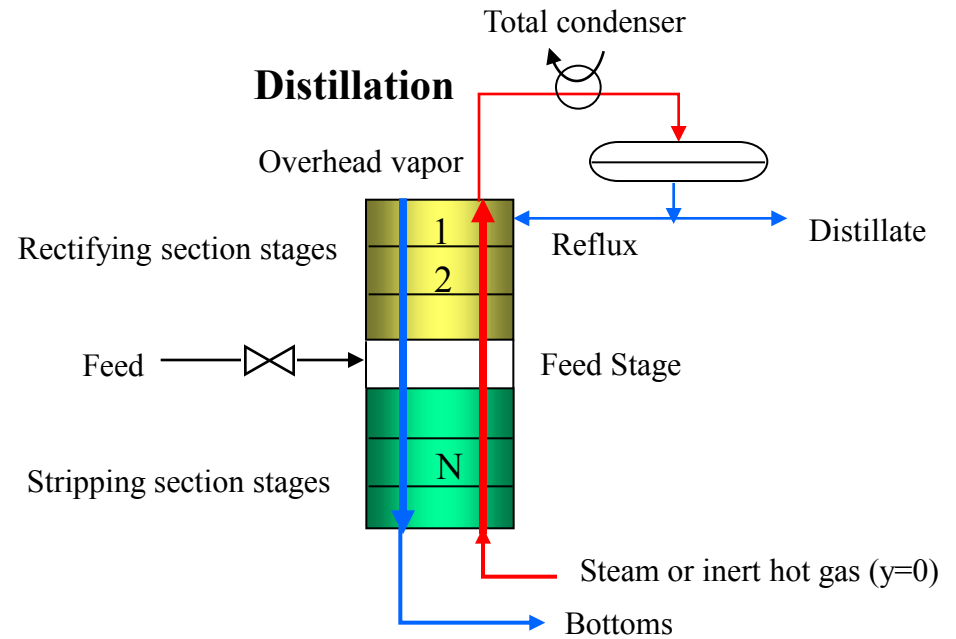 Total condenser
Distillation
Overhead vapor
1
Reflux
Distillate
Rectifying section stages
2
Feed
Feed Stage
N
Stripping section stages
Steam or inert hot gas (y=0)
Bottoms